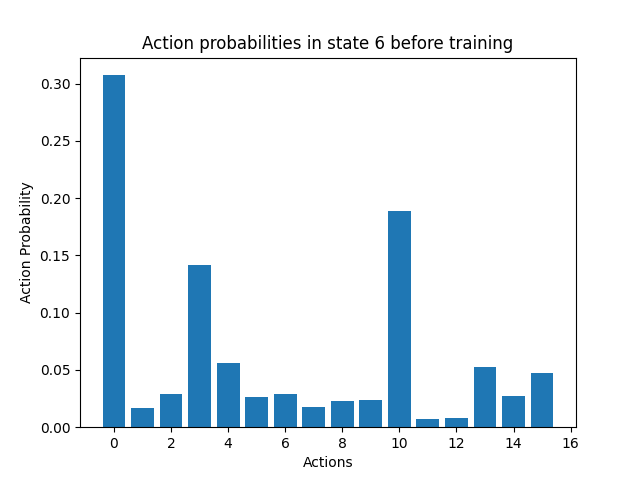 Action probabilities in state 6 before training
0.30
0.25
0.20
0.15
0.10
0.05
0.00
Action Probability
0 2 4 6 8 10 12 14 16
Actions